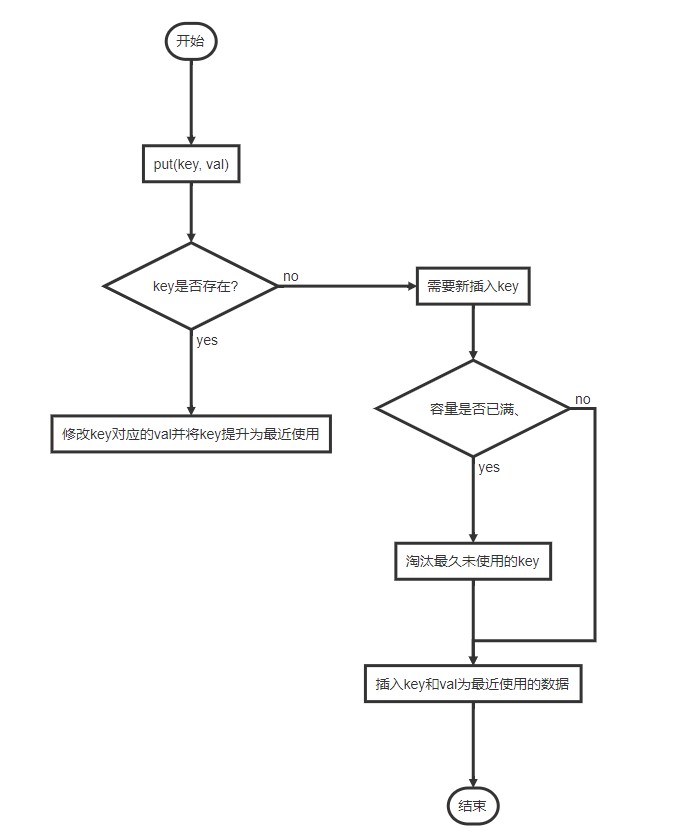 开始
put(key, val)
key是否存在?
no
需要新插入key
yes
容量是否已满、
no
修改key对应的val并将key提升为最近使用
yes
淘汰最久未使用的key
插入key和val为最近使用的数据
结束